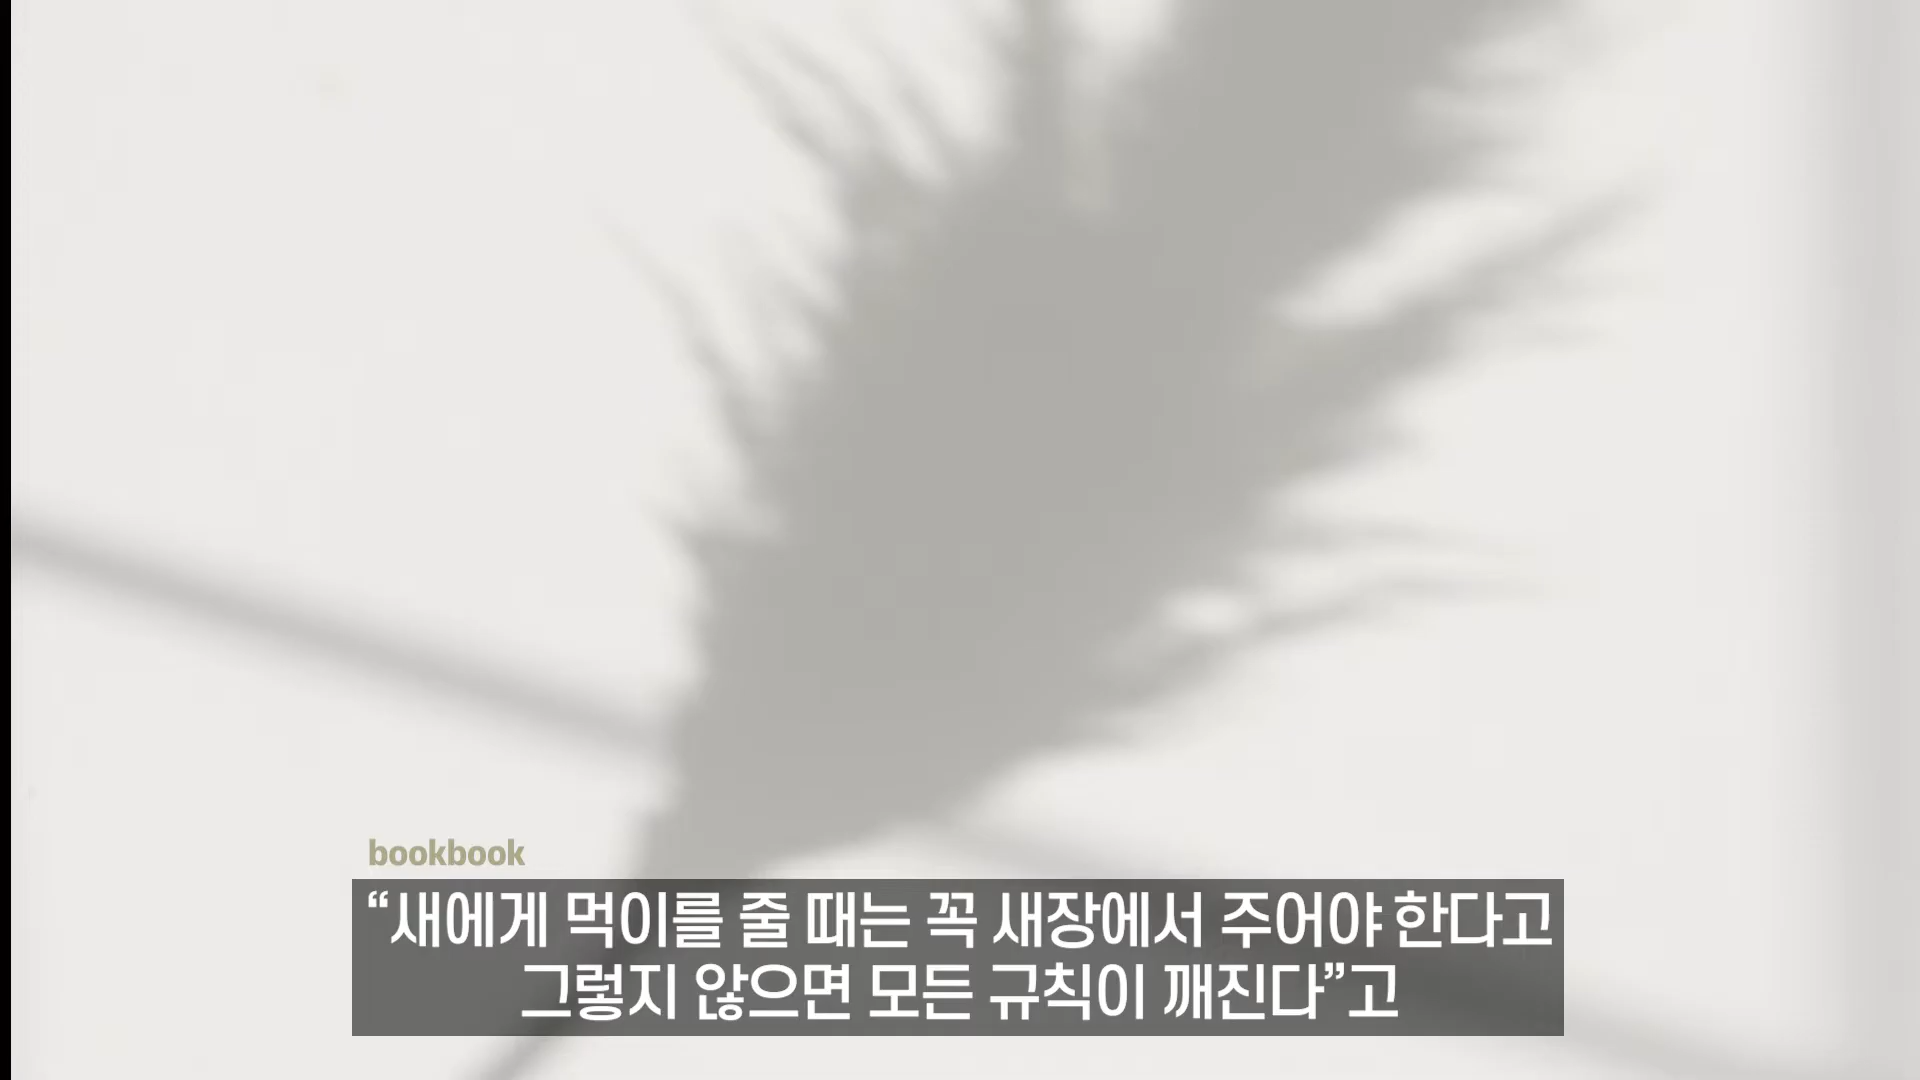 bookbook
“새에게 먹이를 줄 때는 꼭 새장에서 주어야 한다고
그렇지 않으면 모든 규칙이 깨진다”고